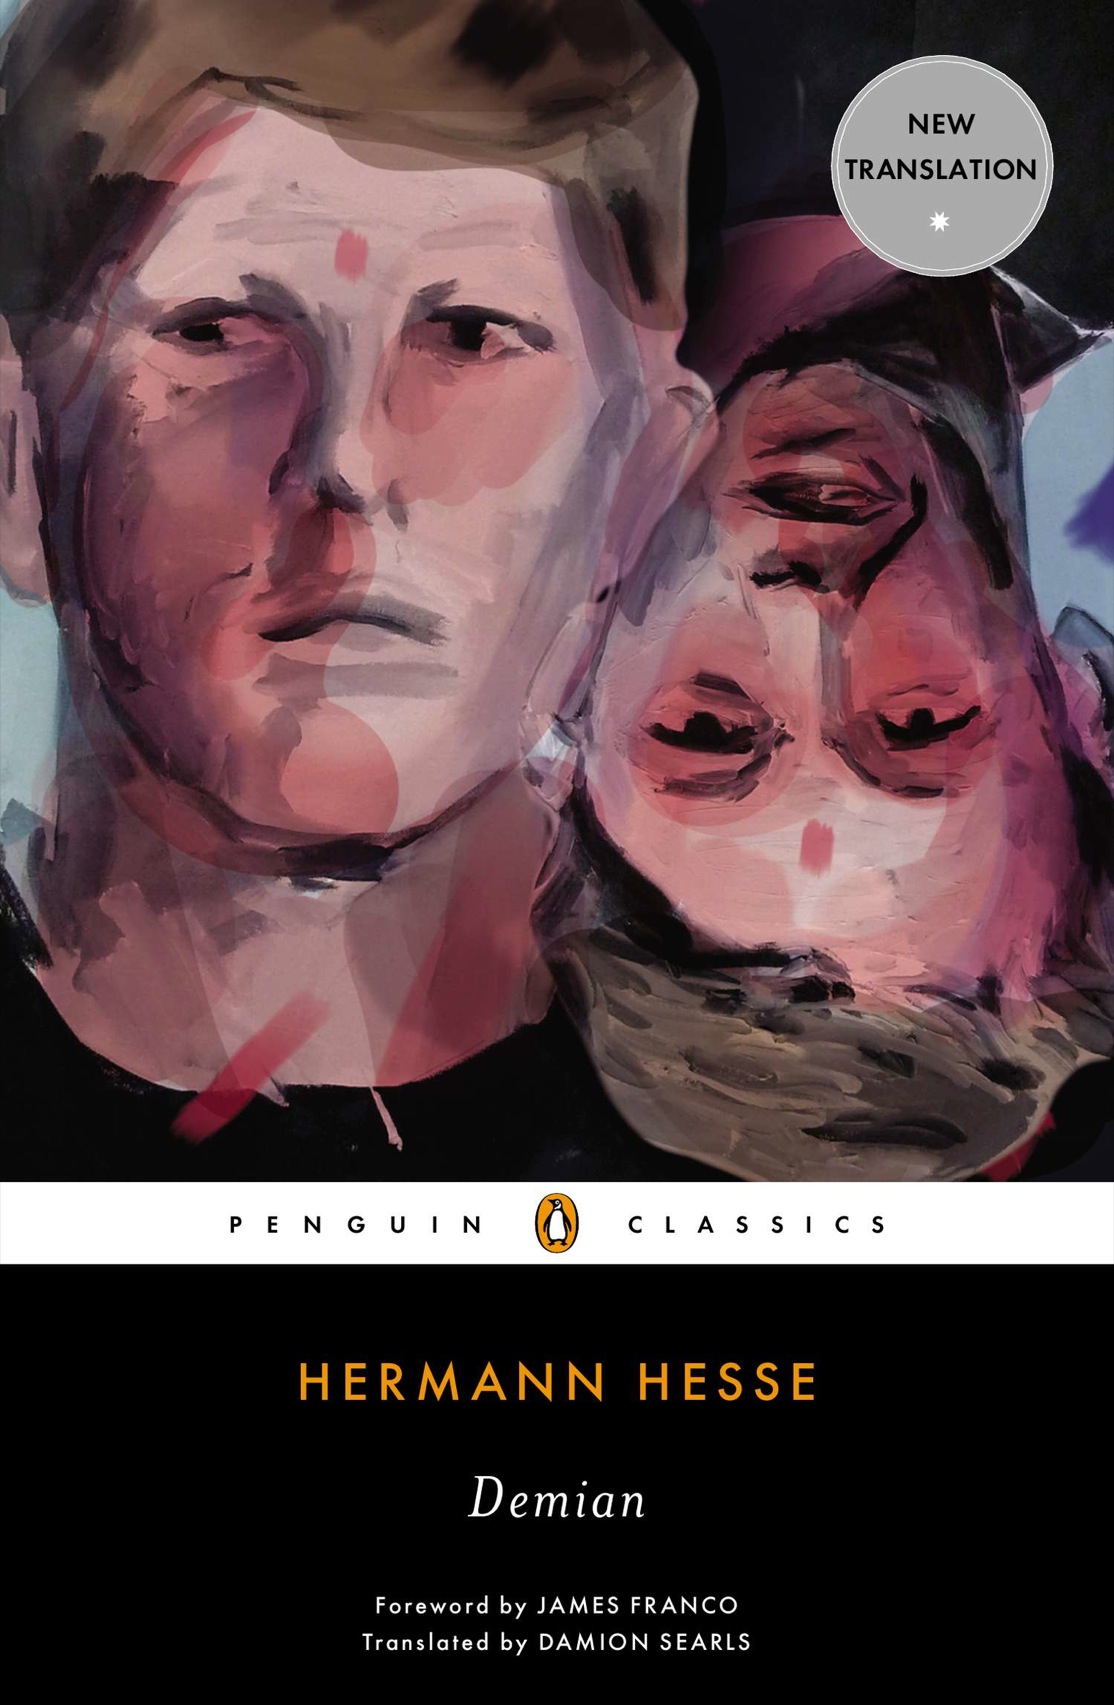 NEW
TRANSLATION
PENGUIN CLASSICS
HERMANN HESSE
Demian
Foreword by JAMES FRANCO
Translated by DAMION SEARLS